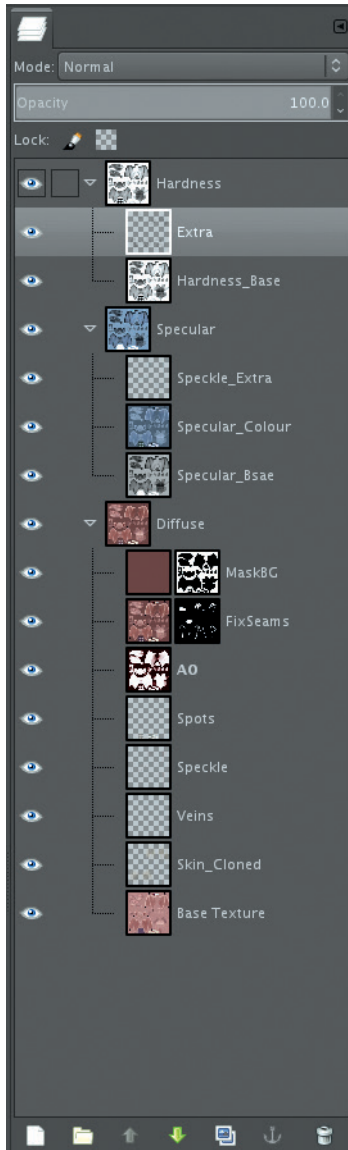 Mode: Normal
Opacity 100.0
Lock:
Hardness
Extra
Hardness_Base
Specular
Speckle_Extra
Specular_Colour
Specular_Bsae
Diffuse
MaskBG
FixSeams
AO
Spots
Speckle
Veins
Skin_Cloned
Base Texture